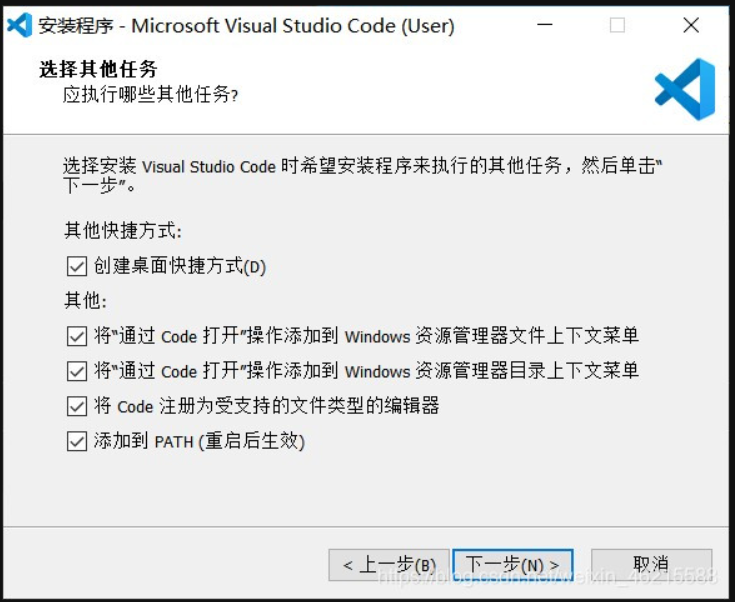 安装程序 - Microsoft Visual Studio Code (User)
选择其他任务
应执行哪些其他任务?
选择安装 Visual Studio Code 时希望安装程序来执行的其他任务，然后单击“
下一步”。
其他快捷方式:
创建桌面快捷方式(D)
其他:
将“通过 Code 打开”操作添加到 Windows 资源管理器文件上下文菜单
将“通过 Code 打开”操作添加到 Windows 资源管理器目录上下文菜单
将 Code 注册为受支持的文件类型的编辑器
添加到 PATH (重启后生效)
< 上一步(B)
下一步(N) >
取消
https://blog.csdn.net/weixin_46215588